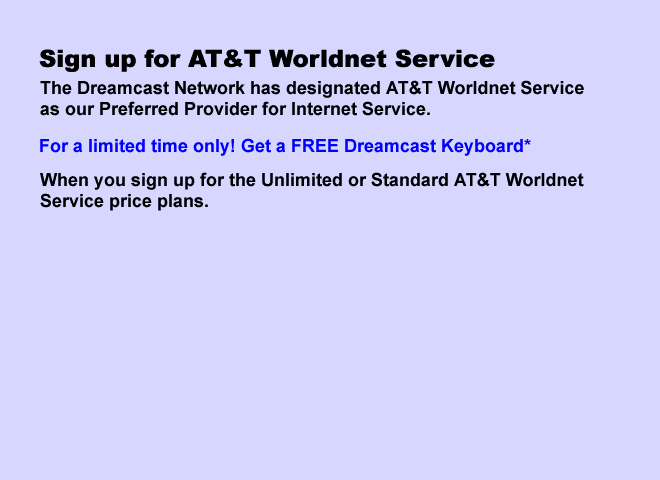 Sign up for AT&T Worldnet Service
The Dreamcast Network has designated AT&T Worldnet Service
as our Preferred Provider for Internet Service.
For a limited time only! Get a FREE Dreamcast Keyboard*
When you sign up for the Unlimited or Standard AT&T Worldnet
Service price plans.